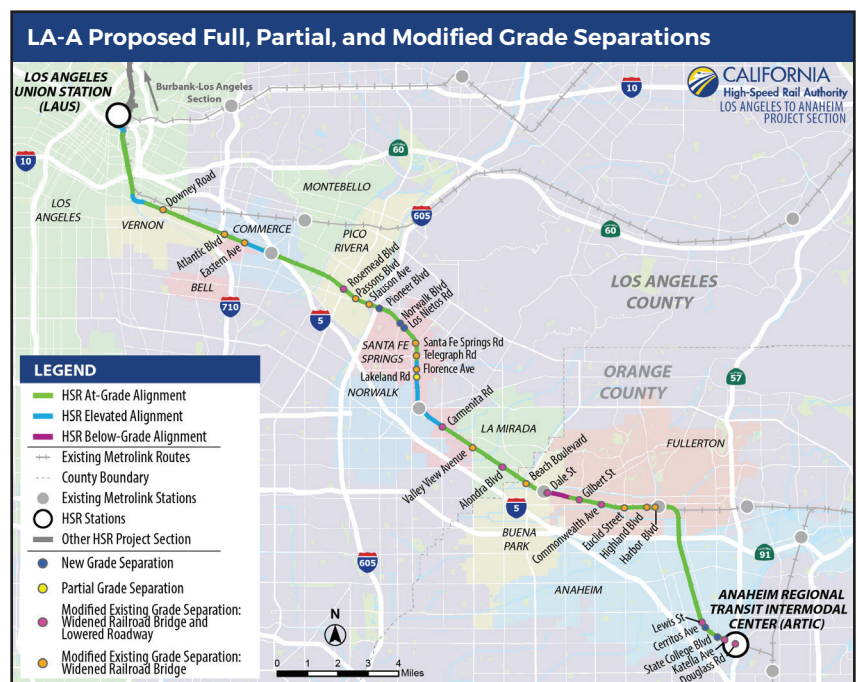 LA-A Proposed Full, Partial, and Modified Grade Separations
LOS ANGELES
UNION STATION
(LAUS)
Burbank-Los Angeles
Section
CALIFORNIA
High-Speed Rail Authority
LOS ANGELES TO ANAHEIM
PROJECT SECTION
10
10
60
LOS
ANGELES
Downey Road
MONTEBELLO
605
60
VERNON
COMMERCE
PICO
RIVERA
Atlantic Blvd
Eastern Ave
BELL
710
5
Rosemead Blvd
Passons Blvd
Slauson Ave
Pioneer Blvd
Norwalk Blvd
Los Nietos Rd
LOS ANGELES
COUNTY
SANTA FE
SPRINGS
Santa Fe Springs Rd
Telegraph Rd
Florence Ave
Lakeland Rd
NORWALK
ORANGE
COUNTY
57
Carmenita Rd
LA MIRADA
FULLERTON
Valley View Avenue
Alondra Blvd
Beach Boulevard
Dale St
Gilbert St
5
BUENA
PARK
Commonwealth Ave
Euclid Street
Highland Blvd
Harbor Blvd
605
91
ANAHEIM
ANAHEIM REGIONAL
TRANSIT INTERMODAL
CENTER (ARTIC)
Lewis St
Cerritos Ave
State College Blvd
Katella Ave
Douglass Rd
LEGEND
HSR At-Grade Alignment
HSR Elevated Alignment
HSR Below-Grade Alignment
Existing Metrolink Routes
County Boundary
Existing Metrolink Stations
HSR Stations
Other HSR Project Section
New Grade Separation
Partial Grade Separation
Modified Existing Grade Separation:
Widened Railroad Bridge and
Lowered Roadway
Modified Existing Grade Separation:
Widened Railroad Bridge
N
0 1 2 3 4
Miles